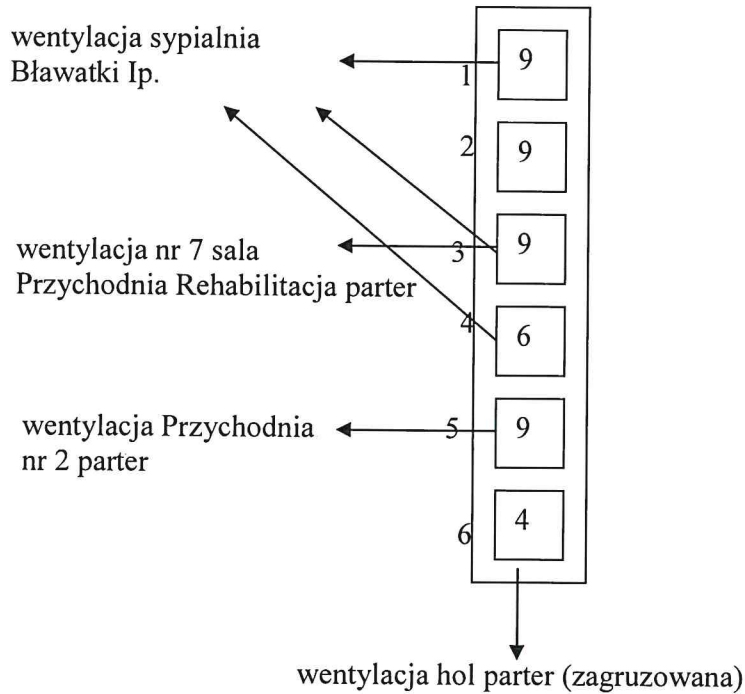 wentylacja sypialnia
Bławatki Ip.
1 9
2 9
wentylacja nr 7 sala
Przychodnia Rehabilitacja parter
3 9
4 6
wentylacja Przychodnia
nr 2 parter
5 9
6 4
wentylacja hol parter (zagruzowana)